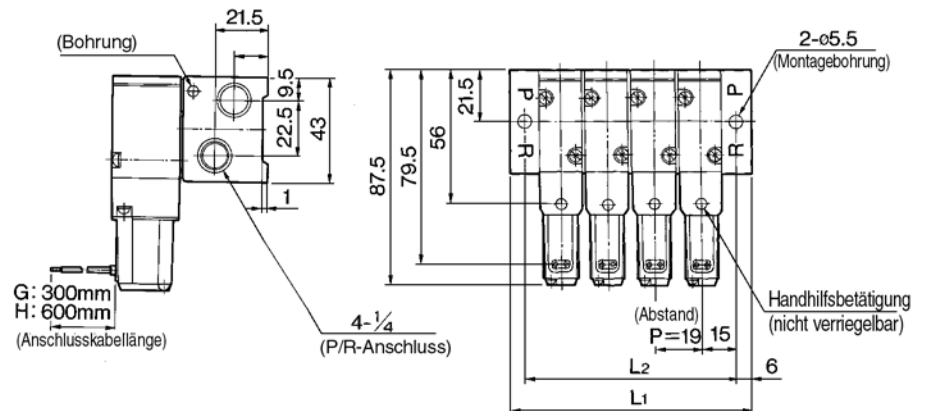 (Bohrung)
21.5
9.5
22.5
43
1
G: 300mm
H: 600mm
(Anschlusskabellänge)
4-1/4
(P/R-Anschluss)
2-ø5.5
(Montagebohrung)
87.5
79.5
56
21.5
P
R
P
R
Handhilfsbetätigung
(nicht verriegelbar)
(Abstand)
P=19
15
6
L2
L1